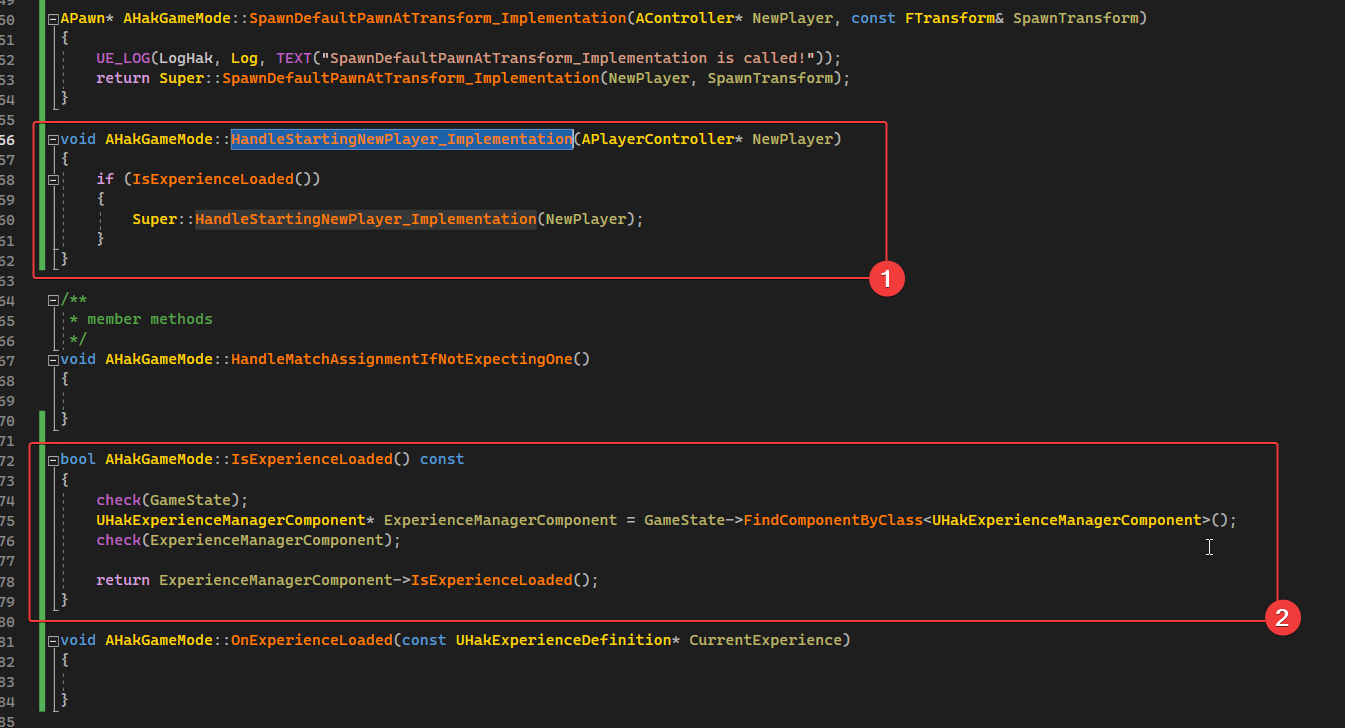 50 APawn* AHakGameMode::SpawnDefaultPawnAtTransform_Implementation(AController* NewPlayer, const FTransform& SpawnTransform)
51 {
52 UE_LOG(LogHak, Log, TEXT("SpawnDefaultPawnAtTransform_Implementation is called!"));
53 return Super::SpawnDefaultPawnAtTransform_Implementation(NewPlayer, SpawnTransform);
54 }
55
56 void AHakGameMode::HandleStartingNewPlayer_Implementation(APlayerController* NewPlayer)
57 {
58 if (IsExperienceLoaded())
59 {
60 Super::HandleStartingNewPlayer_Implementation(NewPlayer);
61 }
62 }
1
63
64 /**
65 * member methods
66 */
67 void AHakGameMode::HandleMatchAssignmentIfNotExpectingOne()
68 {
69
70 }
71
72 bool AHakGameMode::IsExperienceLoaded() const
73 {
74 check(GameState);
75 UHakExperienceManagerComponent* ExperienceManagerComponent = GameState->FindComponentByClass<UHakExperienceManagerComponent>();
76 check(ExperienceManagerComponent);
77
78 return ExperienceManagerComponent->IsExperienceLoaded();
79 }
80
2
81 void AHakGameMode::OnExperienceLoaded(const UHakExperienceDefinition* CurrentExperience)
82 {
83
84 }
85